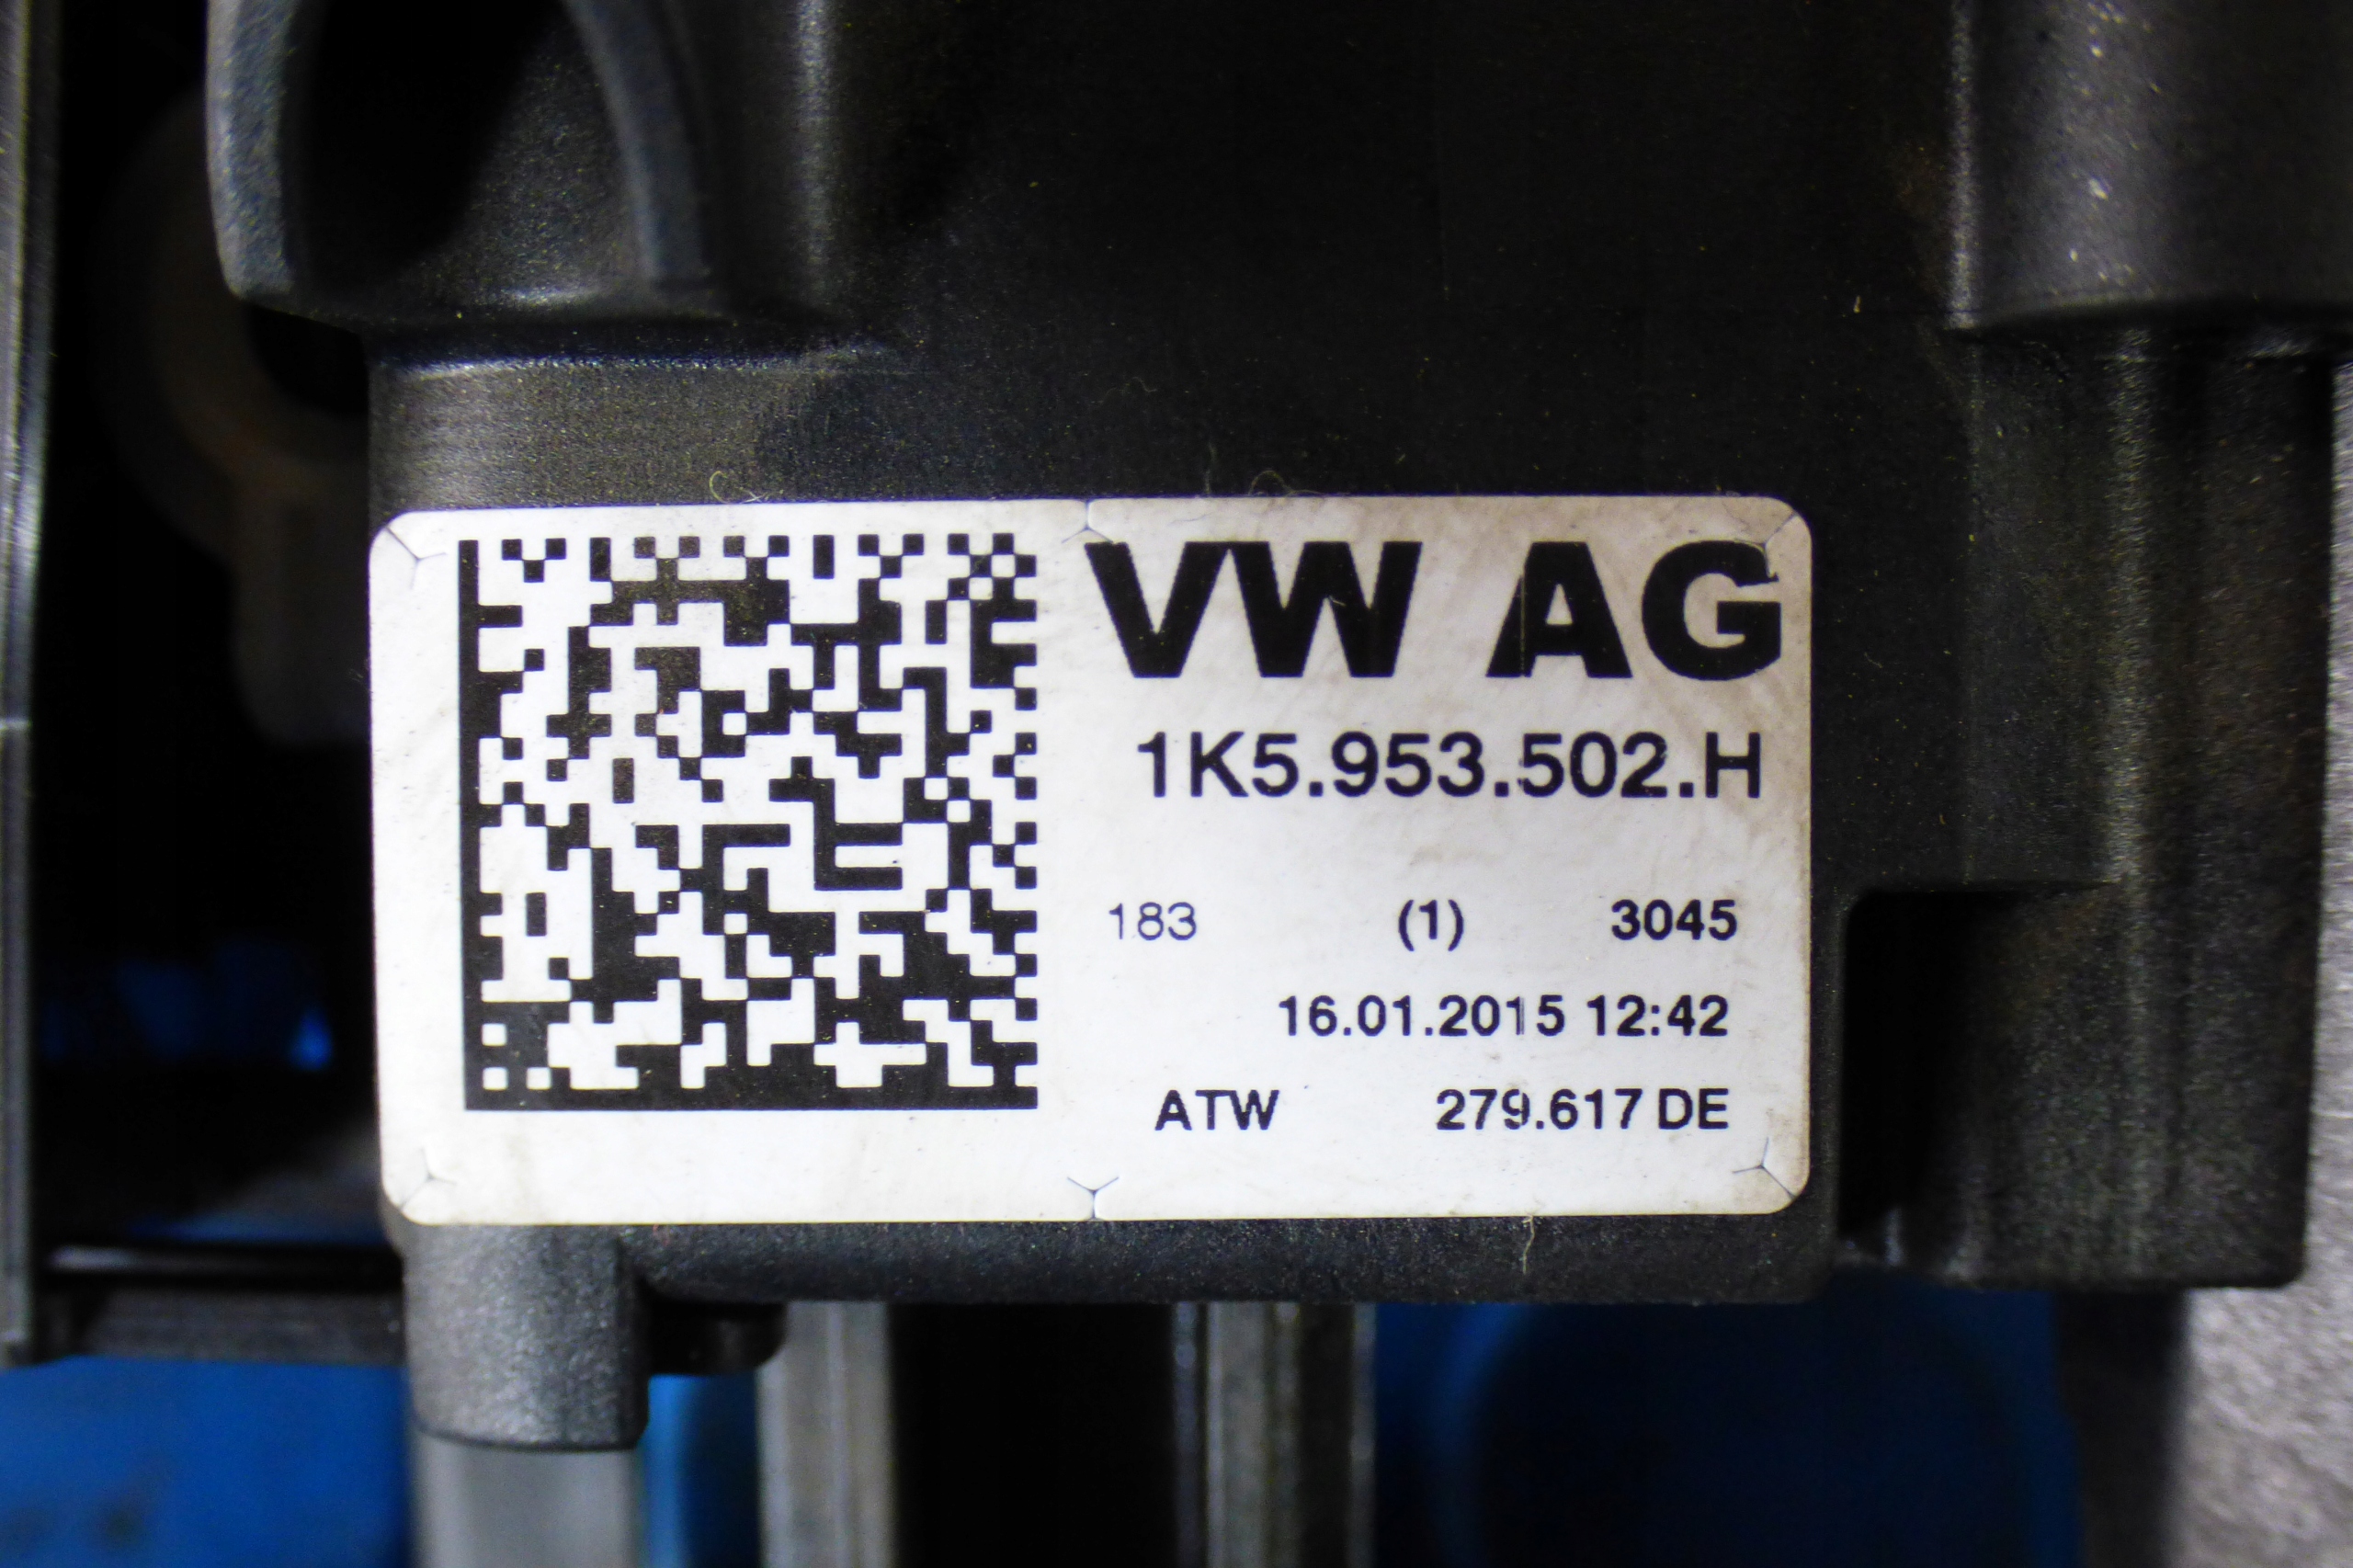 VW AG
1K5.953.502.H
183 (1) 3045
16.01.2015 12:42
ATW 279.617 DE